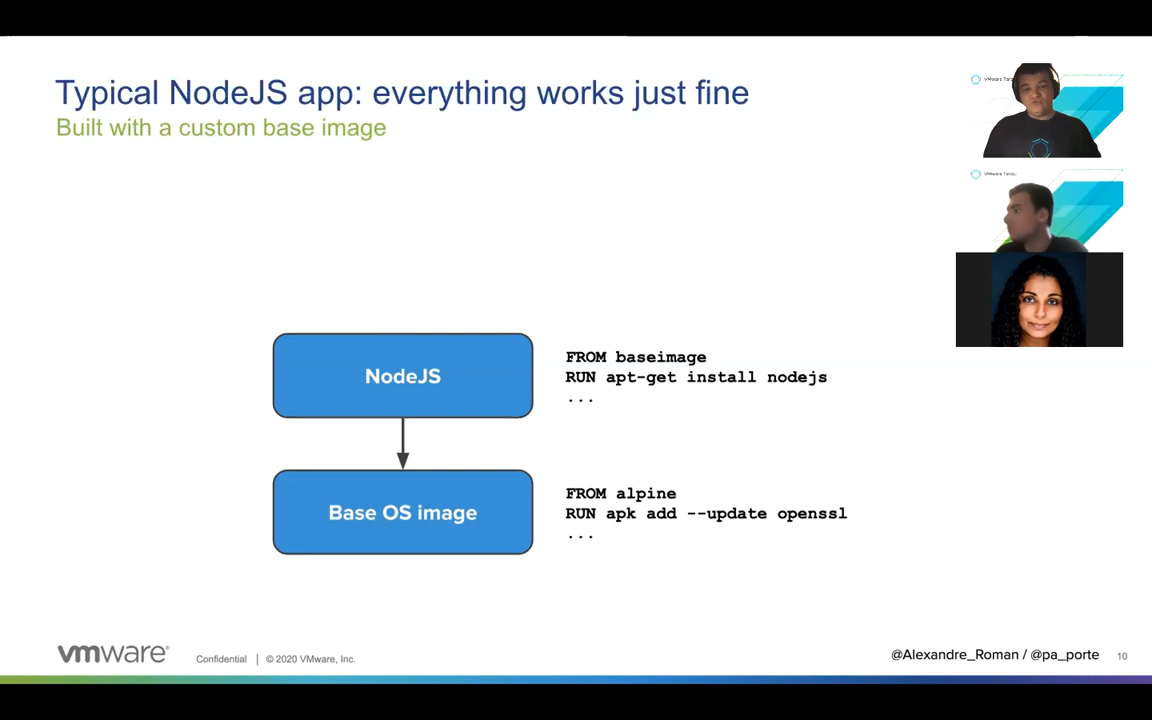 Typical NodeJS app: everything works just fine
Built with a custom base image
NodeJS
FROM baseimage
RUN apt-get install nodejs
...
Base OS image
FROM alpine
RUN apk add --update openssl
...
vmware®
Confidential | © 2020 VMware, Inc.
@Alexandre_Roman / @pa_porte
10